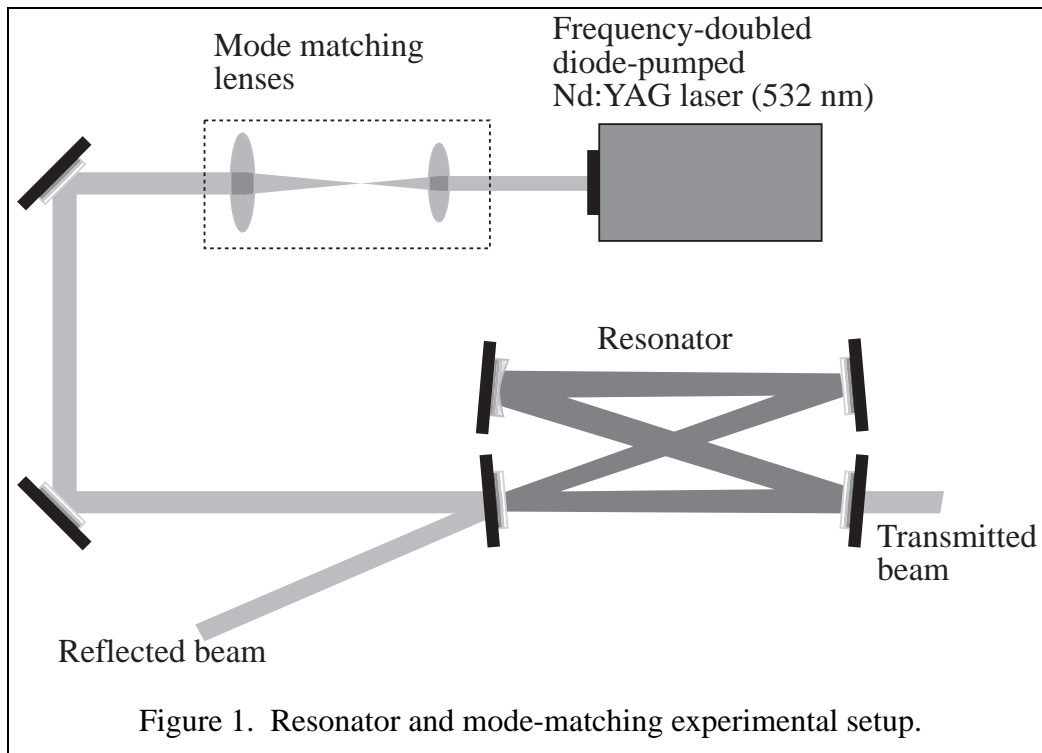 Mode matching
lenses
Frequency-doubled
diode-pumped
Nd:YAG laser (532 nm)
Resonator
Transmitted
beam
Reflected beam
Figure 1.  Resonator and mode-matching experimental setup.